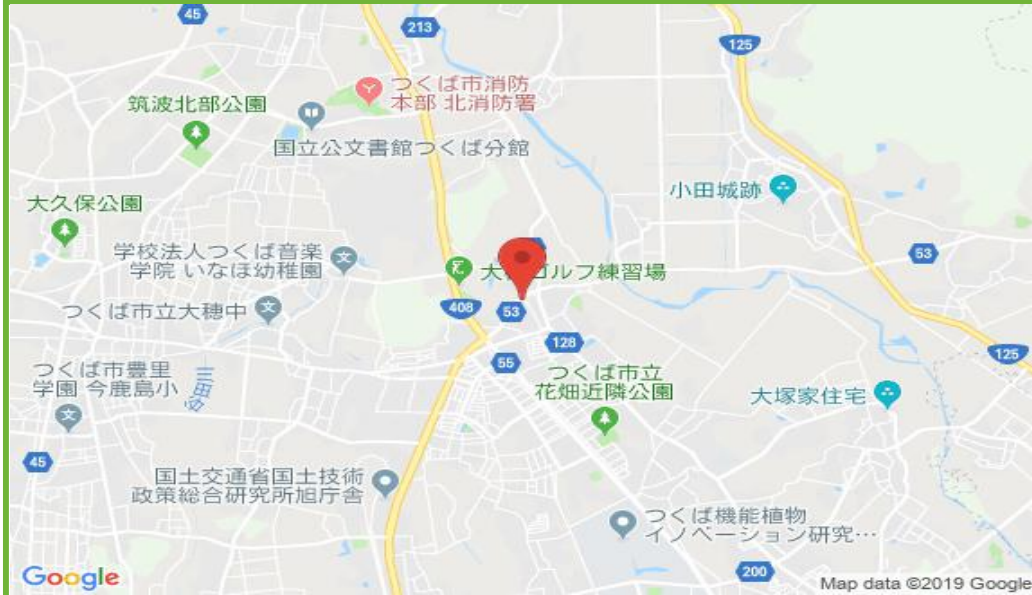 45
213
125
つくば市消防
本部 北消防署
筑波北部公園
国立公文書館つくば分館
小田城跡
大久保公園
学校法人つくば音楽
学院 いなほ幼稚園
53
ゴルフ練習場
つくば市立大穂中
408
53
128
125
55
つくば市豊里
学園 今鹿島小
つくば市立
花畑近隣公園
大塚家住宅
45
国土交通省国土技術
政策総合研究所旭庁舎
つくば機能植物
イノベーション研究…
200
Google
Map data ©2019 Google